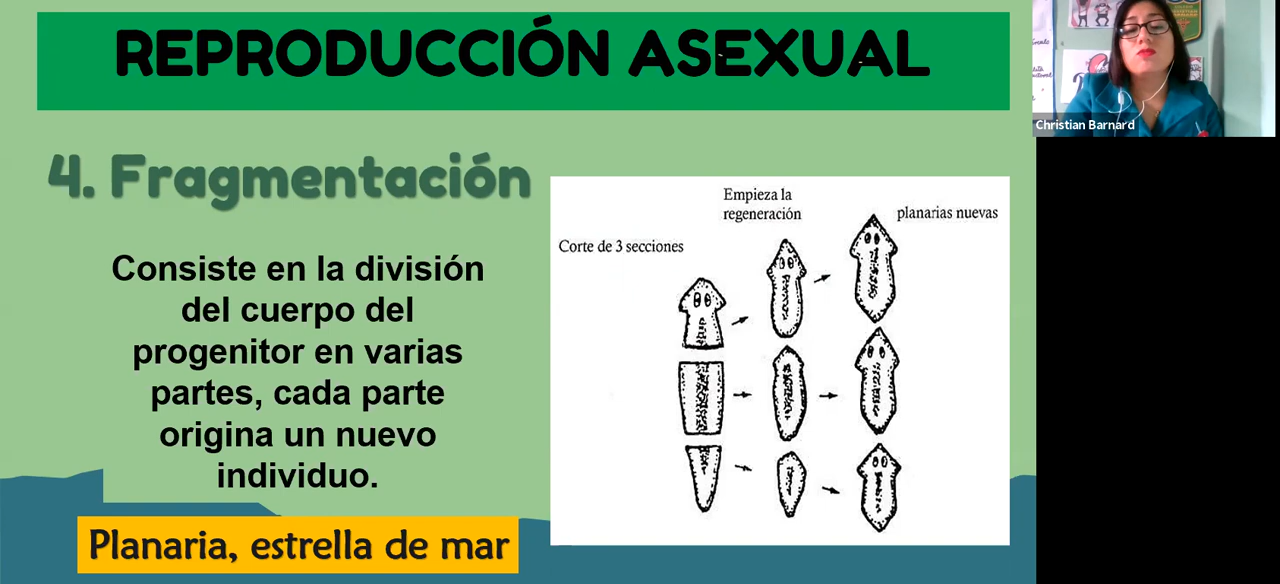 REPRODUCCIÓN ASEXUAL
4. Fragmentación
Consiste en la división
del cuerpo del
progenitor en varias
partes, cada parte
origina un nuevo
individuo.
Planaria, estrella de mar
Corte de 3 secciones
Empieza la
regeneración
planarias nuevas
Christian Barnard